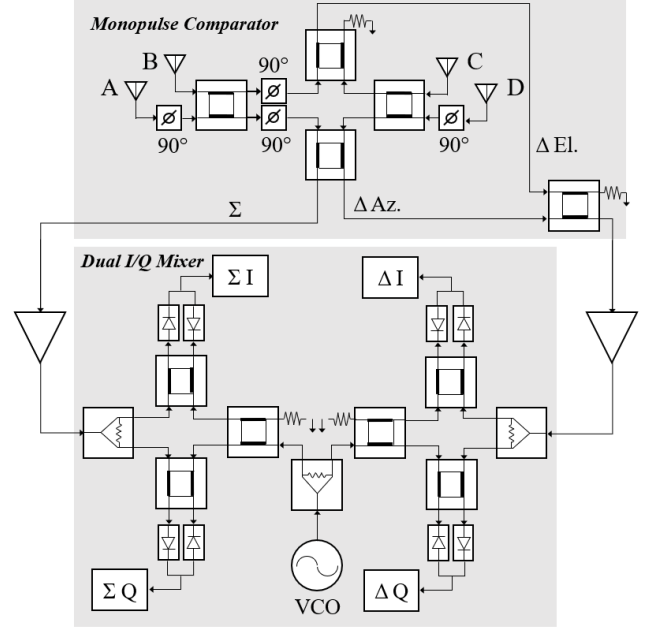 Monopulse Comparator
B
90°
C
A
D
90°
90°
90°
Δ El.
Σ
Δ Az.
Dual I/Q Mixer
Σ I
Δ I
Σ Q
VCO
Δ Q